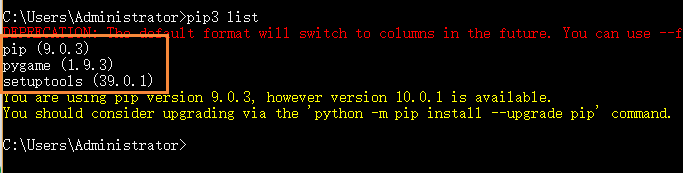 C:\Users\Administrator>pip3 list
DEPRECATION: The default format will switch to columns in the future. You can use --f
pip (9.0.3)
pygame (1.9.3)
setuptools (39.0.1)
You are using pip version 9.0.3, however version 10.0.1 is available.
You should consider upgrading via the 'python -m pip install --upgrade pip' command.
C:\Users\Administrator>